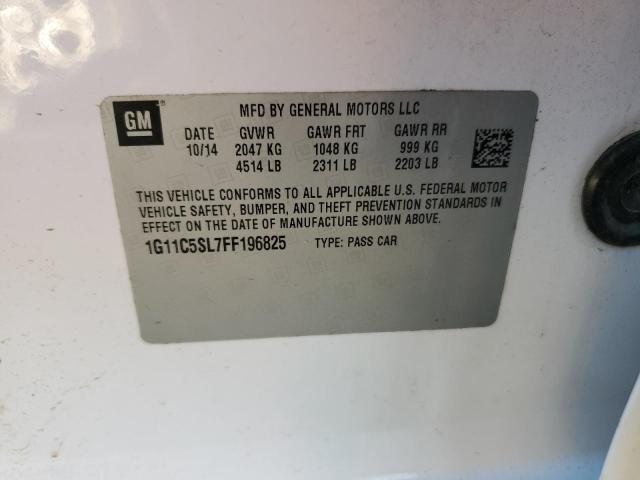 MFD BY GENERAL MOTORS LLC
GM
DATE GVWR GAWR FRT GAWR RR
10/14 2047 KG 1048 KG 999 KG
4514 LB 2311 LB 2203 LB
THIS VEHICLE CONFORMS TO ALL APPLICABLE U.S. FEDERAL MOTOR
VEHICLE SAFETY, BUMPER, AND THEFT PREVENTION STANDARDS IN
EFFECT ON THE DATE OF MANUFACTURE SHOWN ABOVE.
1G11C5SL7FF196825 TYPE: PASS CAR